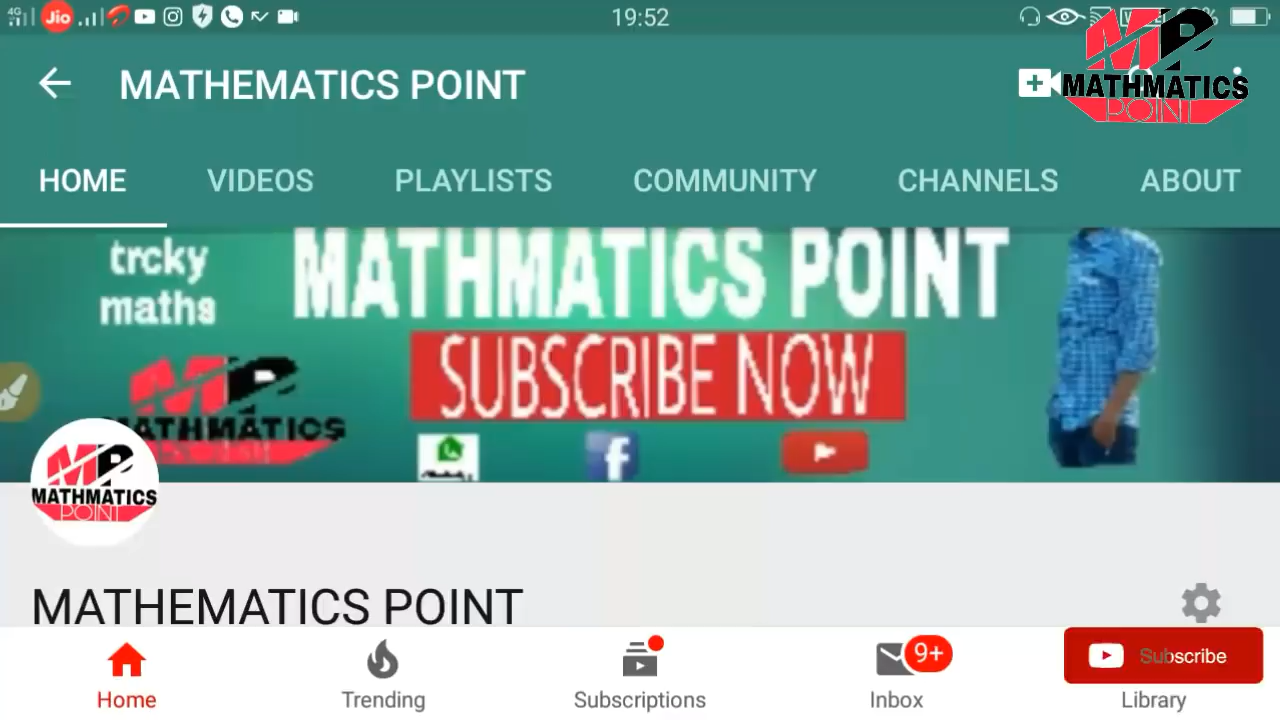 4G Jio 19:52
MATHEMATICS POINT
MP
MATHMATICS
POINT
HOME VIDEOS PLAYLISTS COMMUNITY CHANNELS ABOUT
trcky
maths
MATHMATICS POINT
SUBSCRIBE NOW
MP
MATHMATICS
MP
MATHMATICS
POINT
MATHEMATICS POINT
9+
Subscribe
Home Trending Subscriptions Inbox Library